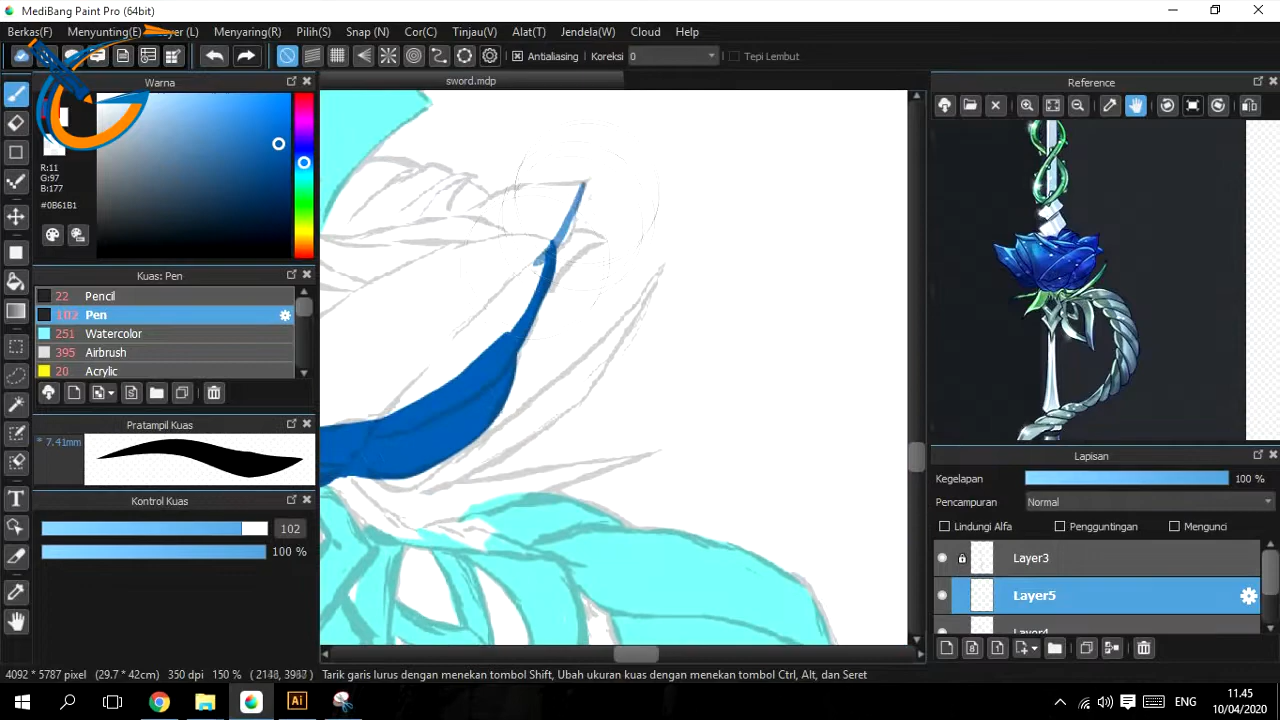 MediBang Paint Pro (64bit)
Berkas(F) Menyunting(E) Layer (L) Menyaring(R) Pilih(S) Snap (N) Cor(C) Tinjau(V) Alat(T) Jendela(W) Cloud Help
Antialiasing Koreksi 0 Tepi Lembut
Warna
sword.mdp
Reference
R:11
G:97
B:177
#0B61B1
Kuas: Pen
22 Pencil
102 Pen
251 Watercolor
395 Airbrush
20 Acrylic
Pratampil Kuas
* 7.41mm
Kontrol Kuas
102
100 %
Lapisan
Kegelapan 100 %
Pencampuran Normal
Lindungi Alfa Pengguntingan Mengunci
Layer3
Layer5
Layer4
4092 * 5787 pixel (29.7 * 42cm) 350 dpi 150 % Tarik garis lurus dengan menekan tombol Shift, Ubah ukuran kuas dengan menekan tombol Ctrl, Alt, dan Seret
ENG
11.45
10/04/2020